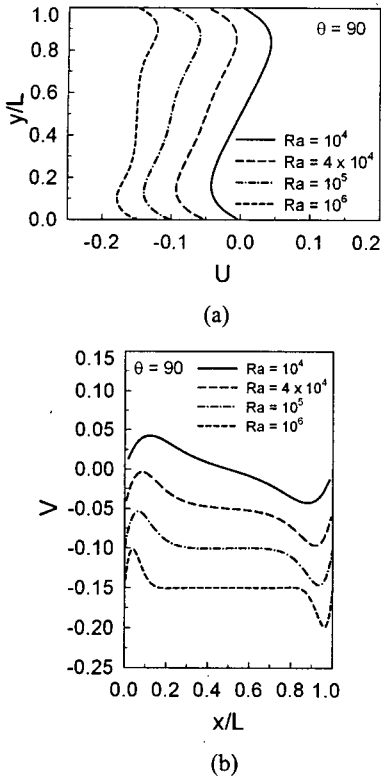 1.0
0.8
0.6
0.4
0.2
0.0
y/L
θ = 90
Ra = 10⁴
Ra = 4 x 10⁴
Ra = 10⁵
Ra = 10⁶
-0.2 -0.1 0.0 0.1 0.2
U
(a)
0.15
0.10
0.05
0.00
-0.05
-0.10
-0.15
-0.20
-0.25
V
θ = 90
Ra = 10⁴
Ra = 4 x 10⁴
Ra = 10⁵
Ra = 10⁶
0.0 0.2 0.4 0.6 0.8 1.0
x/L
(b)